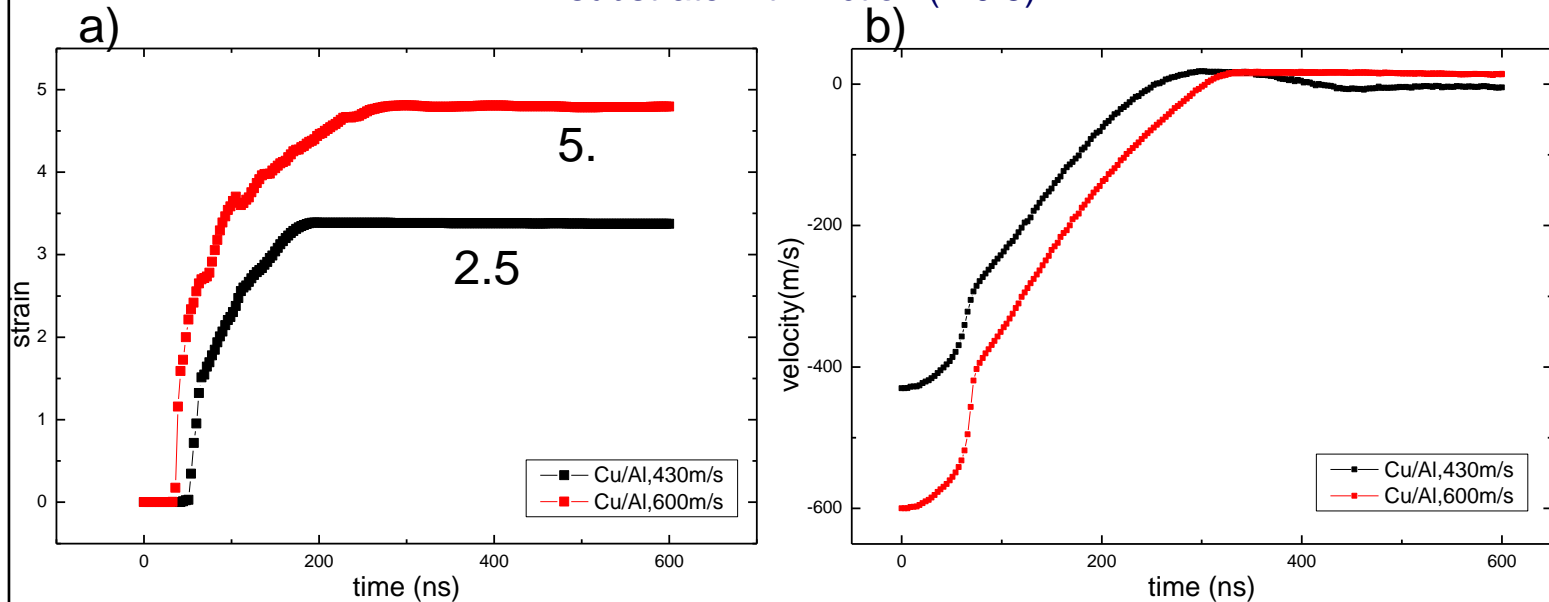 a)
5
4
3
2
1
0
strain
5.
2.5
Cu/Al,430m/s
Cu/Al,600m/s
0 200 400 600
time (ns)
b)
0
-200
-400
-600
velocity(m/s)
Cu/Al,430m/s
Cu/Al,600m/s
0 200 400 600
time (ns)